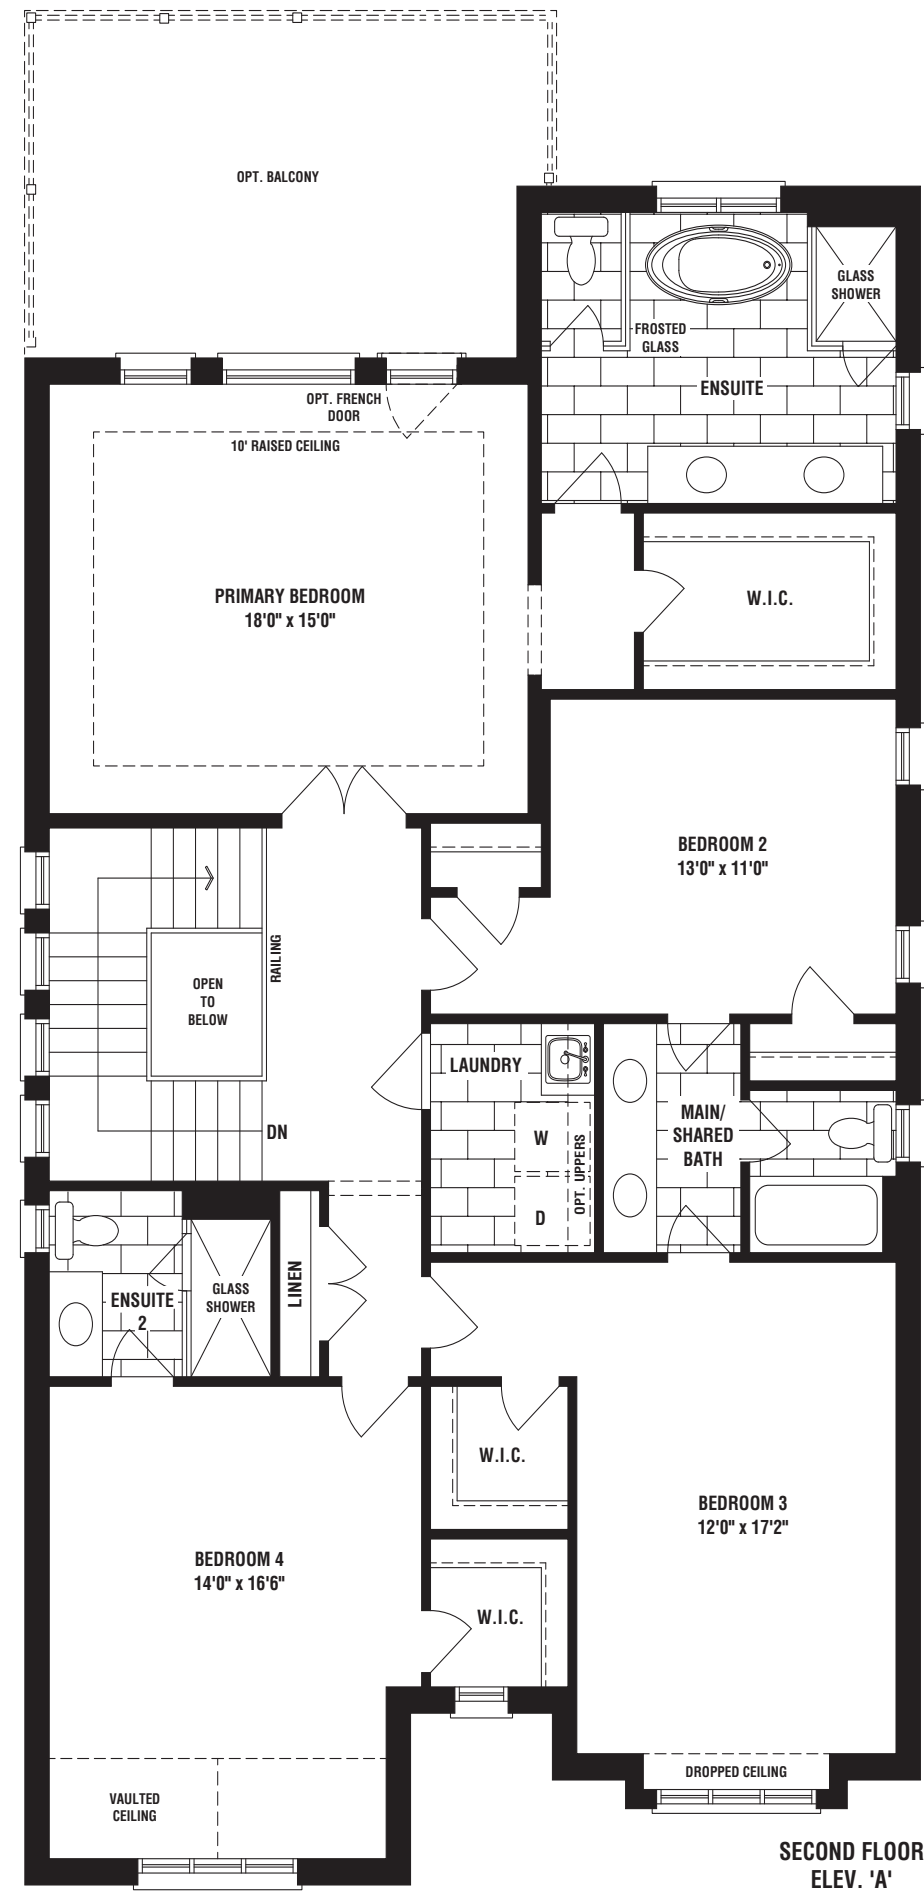 OPT. BALCONY
GLASS
SHOWER
FROSTED
GLASS
ENSUITE
OPT. FRENCH
DOOR
10' RAISED CEILING
PRIMARY BEDROOM
18'0" x 15'0"
W.I.C.
BEDROOM 2
13'0" x 11'0"
RAILING
OPEN
TO
BELOW
LAUNDRY
DN
W
D
OPT. UPPERS
MAIN/
SHARED
BATH
ENSUITE
2
GLASS
SHOWER
LINEN
W.I.C.
BEDROOM 3
12'0" x 17'2"
BEDROOM 4
14'0" x 16'6"
W.I.C.
DROPPED CEILING
VAULTED
CEILING
SECOND FLOOR
ELEV. 'A'